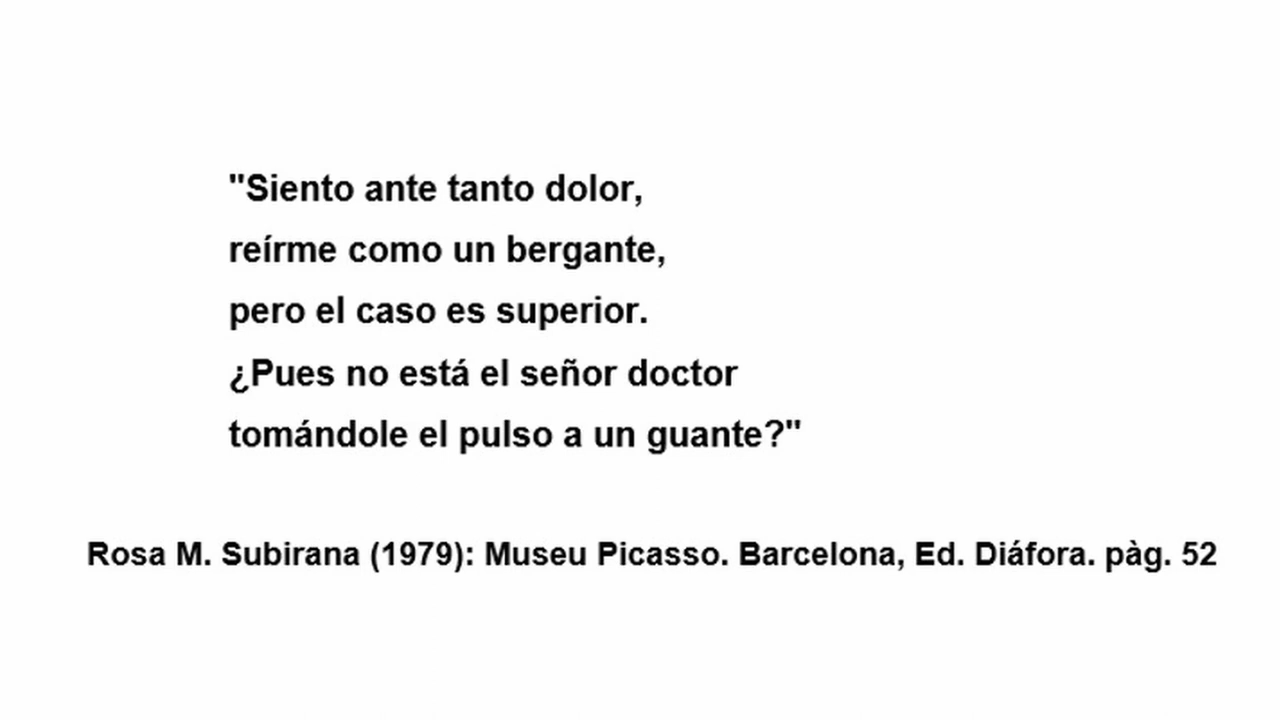 "Siento ante tanto dolor,
reírme como un bergante,
pero el caso es superior.
¿Pues no está el señor doctor
tomándole el pulso a un guante?"
Rosa M. Subirana (1979): Museu Picasso. Barcelona, Ed. Diáfora. pàg. 52